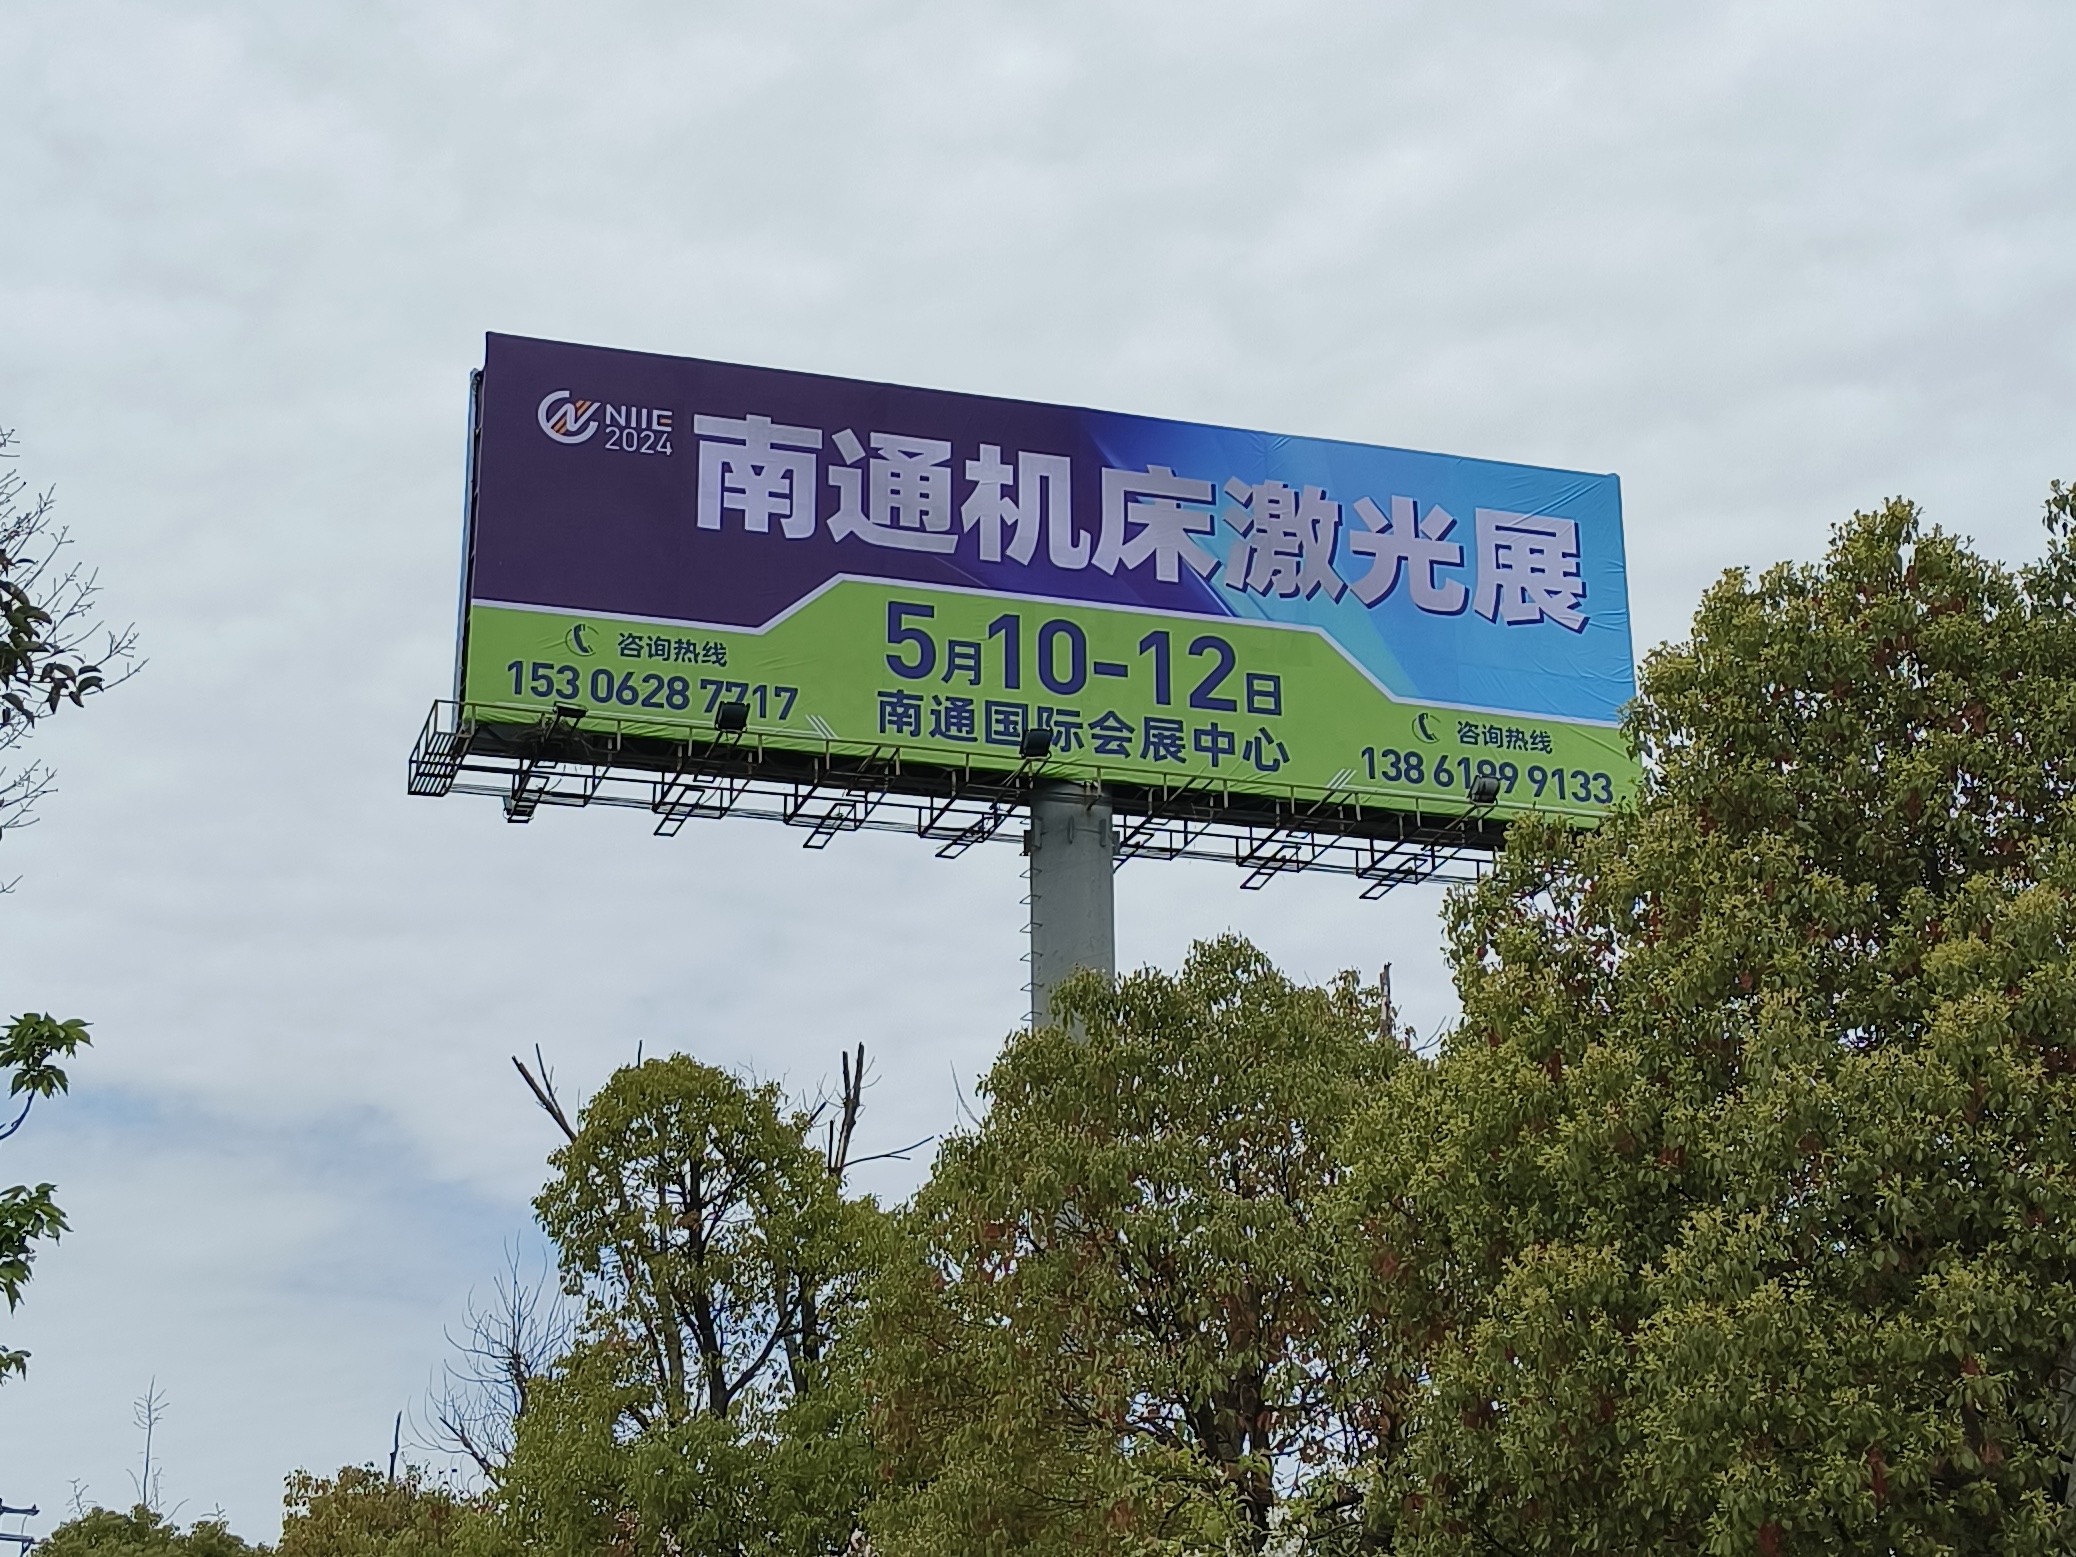 NIIE
2024
南通机床激光展
5月10-12日
南通国际会展中心
咨询热线
153 0628 7717
咨询热线
138 6199 9133